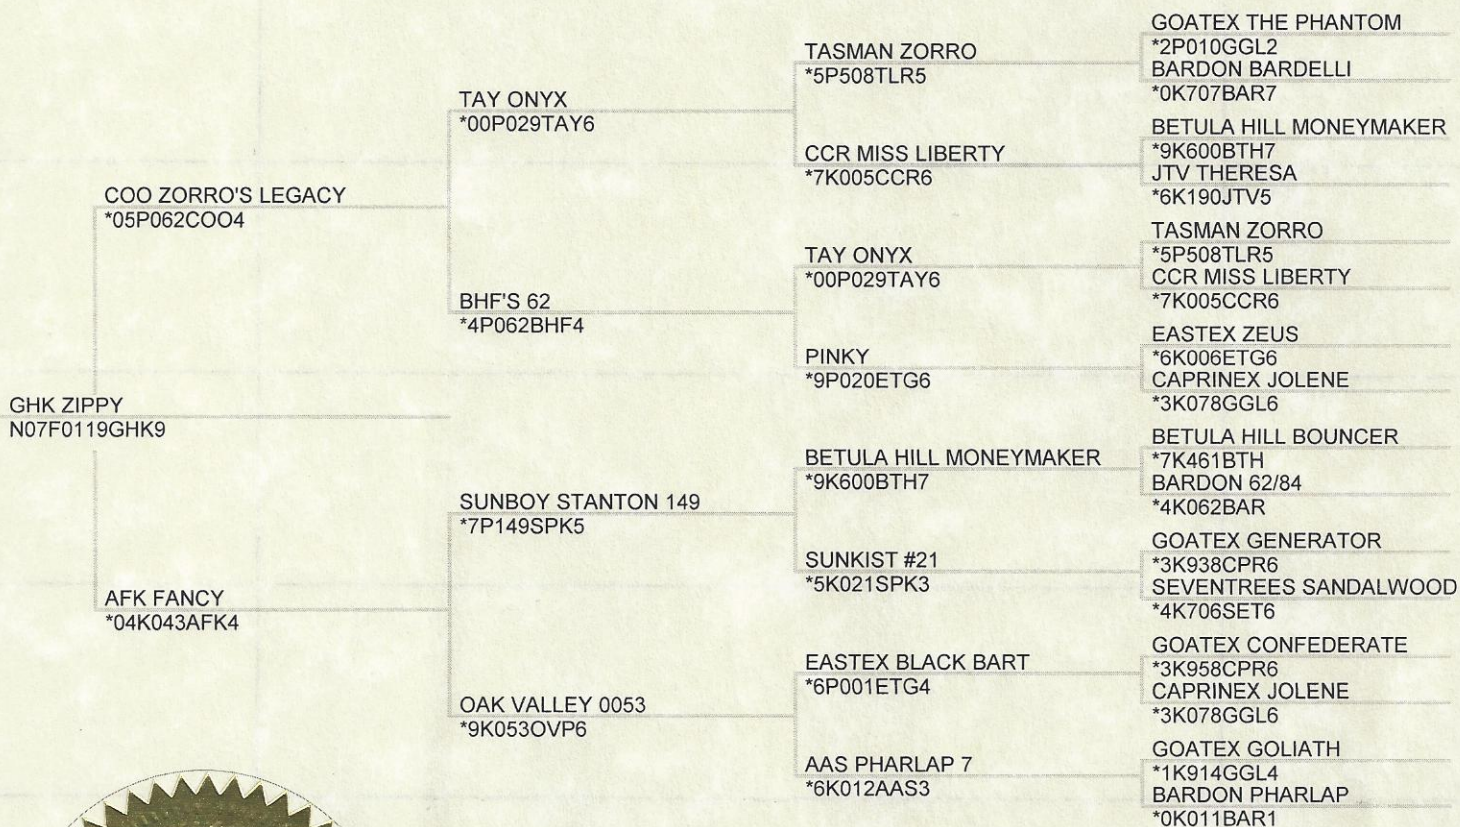 GHK ZIPPY
N07F0119GHK9
COO ZORRO'S LEGACY
*05P062COO4
AFK FANCY
*04K043AFK4
TAY ONYX
*00P029TAY6
BHF'S 62
*4P062BHF4
SUNBOY STANTON 149
*7P149SPK5
OAK VALLEY 0053
*9K053OVP6
TASMAN ZORRO
*5P508TLR5
CCR MISS LIBERTY
*7K005CCR6
TAY ONYX
*00P029TAY6
PINKY
*9P020ETG6
BETULA HILL MONEYMAKER
*9K600BTH7
SUNKIST #21
*5K021SPK3
EASTEX BLACK BART
*6P001ETG4
AAS PHARLAP 7
*6K012AAS3
GOATEX THE PHANTOM
*2P010GGL2
BARDON BARDELLI
*0K707BAR7
BETULA HILL MONEYMAKER
*9K600BTH7
JTV THERESA
*6K190JTV5
TASMAN ZORRO
*5P508TLR5
CCR MISS LIBERTY
*7K005CCR6
EASTEX ZEUS
*6K006ETG6
CAPRINEX JOLENE
*3K078GGL6
BETULA HILL BOUNCER
*7K461BTH
BARDON 62/84
*4K062BAR
GOATEX GENERATOR
*3K938CPR6
SEVENTREES SANDALWOOD
*4K706SET6
GOATEX CONFEDERATE
*3K958CPR6
CAPRINEX JOLENE
*3K078GGL6
GOATEX GOLIATH
*1K914GGL4
BARDON PHARLAP
*0K011BAR1